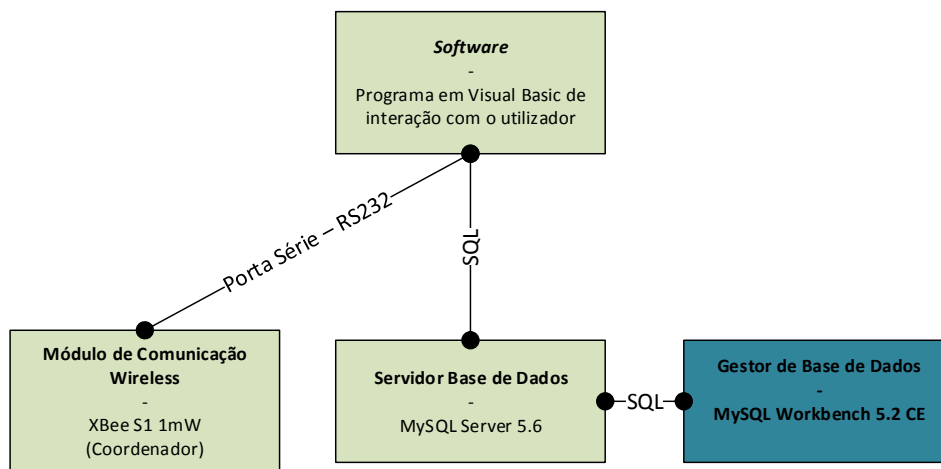 Software
-
Programa em Visual Basic de
interação com o utilizador
Porta Série – RS232
SQL
Módulo de Comunicação
Wireless
-
XBee S1 1mW
(Coordenador)
Servidor Base de Dados
-
MySQL Server 5.6
SQL
Gestor de Base de Dados
-
MySQL Workbench 5.2 CE